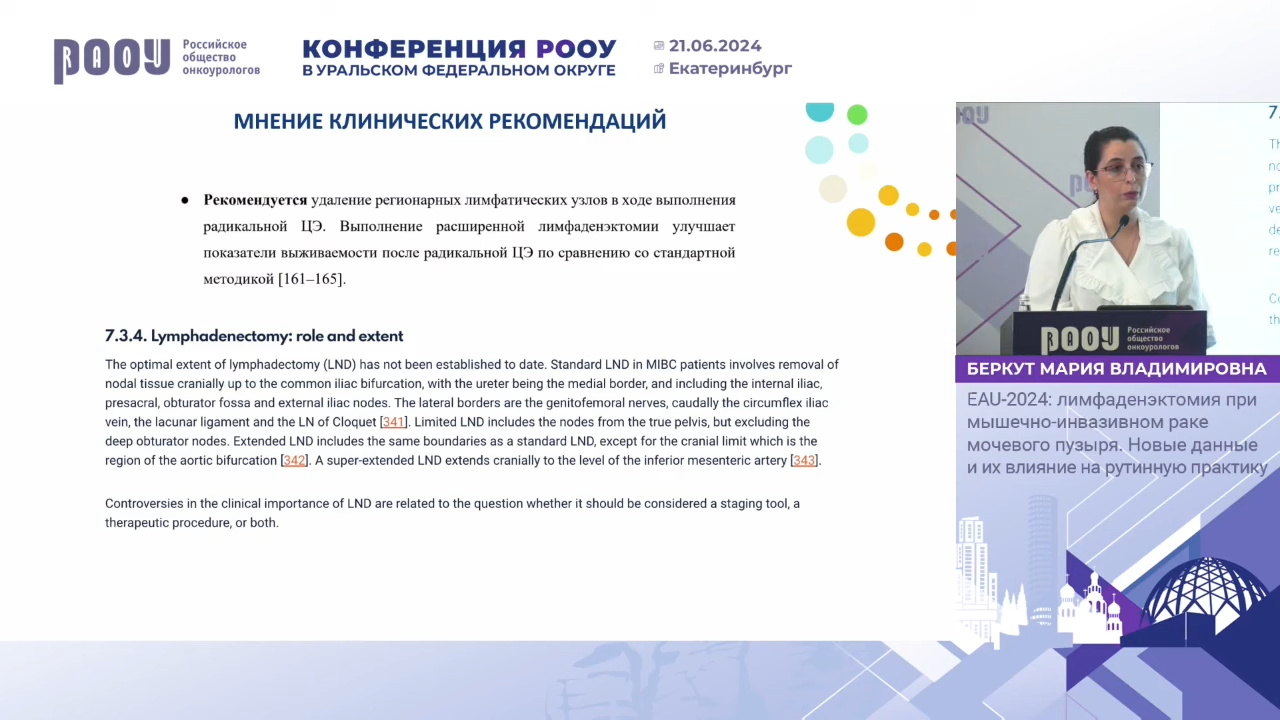 РООУ
Российское
общество
онкоурологов
КОНФЕРЕНЦИЯ РООУ
В УРАЛЬСКОМ ФЕДЕРАЛЬНОМ ОКРУГЕ
21.06.2024
Екатеринбург
МНЕНИЕ КЛИНИЧЕСКИХ РЕКОМЕНДАЦИЙ
● Рекомендуется удаление регионарных лимфатических узлов в ходе выполнения
радикальной ЦЭ. Выполнение расширенной лимфаденэктомии улучшает
показатели выживаемости после радикальной ЦЭ по сравнению со стандартной
методикой [161–165].
7.3.4. Lymphadenectomy: role and extent
The optimal extent of lymphadectomy (LND) has not been established to date. Standard LND in MIBC patients involves removal of
nodal tissue cranially up to the common iliac bifurcation, with the ureter being the medial border, and including the internal iliac,
presacral, obturator fossa and external iliac nodes. The lateral borders are the genitofemoral nerves, caudally the circumflex iliac
vein, the lacunar ligament and the LN of Cloquet [341]. Limited LND includes the nodes from the true pelvis, but excluding the
deep obturator nodes. Extended LND includes the same boundaries as a standard LND, except for the cranial limit which is the
region of the aortic bifurcation [342]. A super-extended LND extends cranially to the level of the inferior mesenteric artery [343].
Controversies in the clinical importance of LND are related to the question whether it should be considered a staging tool, a
therapeutic procedure, or both.
РООУ
Российское
общество
онкоурологов
БЕРКУТ МАРИЯ ВЛАДИМИРОВНА
EAU-2024: лимфаденэктомия при
мышечно-инвазивном раке
мочевого пузыря. Новые данные
и их влияние на рутинную практику